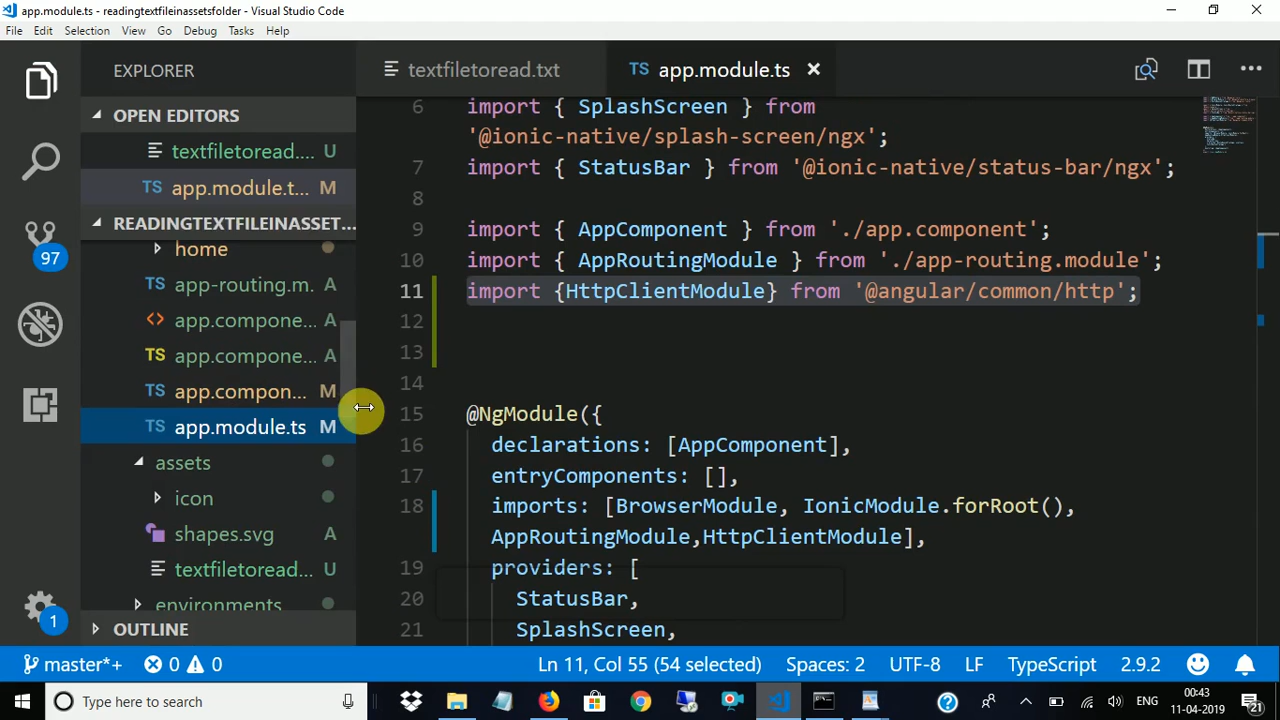 app.module.ts - readingtextfileinassetsfolder - Visual Studio Code
File Edit Selection View Go Debug Tasks Help
EXPLORER
textfiletoread.txt
TS app.module.ts
OPEN EDITORS
textfiletoread.... U
TS app.module.t... M
READINGTEXTFILEINASSET...
home
TS app-routing.m. A
app.compone... A
TS app.compone... A
TS app.compon... M
TS app.module.ts M
assets
icon
shapes.svg A
textfiletoread... U
environments
OUTLINE
97
1
6 import { SplashScreen } from
'@ionic-native/splash-screen/ngx';
7 import { StatusBar } from '@ionic-native/status-bar/ngx';
8
9 import { AppComponent } from './app.component';
10 import { AppRoutingModule } from './app-routing.module';
11 import {HttpClientModule} from '@angular/common/http';
12
13
14
15 @NgModule({
16 declarations: [AppComponent],
17 entryComponents: [],
18 imports: [BrowserModule, IonicModule.forRoot(),
AppRoutingModule,HttpClientModule],
19 providers: [
20 StatusBar,
21 SplashScreen,
master*+ 0 0 Ln 11, Col 55 (54 selected) Spaces: 2 UTF-8 LF TypeScript 2.9.2
Type here to search
ENG
00:43
11-04-2019
21